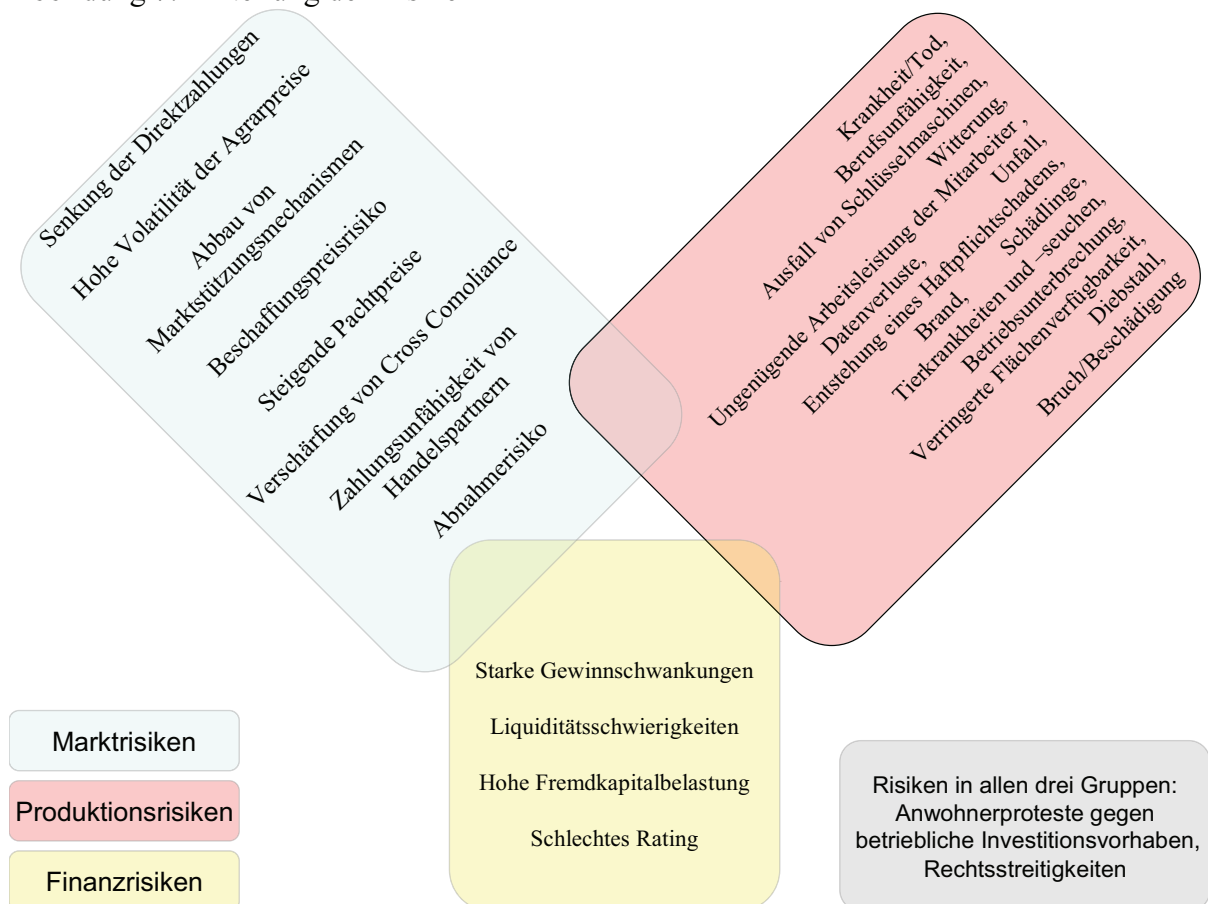 Senkung der Direktzahlungen
Hohe Volatilität der Agrarpreise
Abbau von
Marktstützungsmechanismen
Beschaffungspreisrisiko
Steigende Pachtpreise
Verschärfung von Cross Comoliance
Zahlungsunfähigkeit von
Handelspartnern
Abnahmerisiko
Krankheit/Tod,
Berufsunfähigkeit,
Ausfall von Schlüsselmaschinen,
Witterung,
Ungenügende Arbeitsleistung der Mitarbeiter ,
Unfall,
Datenverluste,
Entstehung eines Haftpflichtschadens,
Schädlinge,
Brand,
Tierkrankheiten und –seuchen,
Betriebsunterbrechung,
Verringerte Flächenverfügbarkeit,
Diebstahl,
Bruch/Beschädigung
Starke Gewinnschwankungen
Liquiditätsschwierigkeiten
Hohe Fremdkapitalbelastung
Schlechtes Rating
Marktrisiken
Produktionsrisiken
Finanzrisiken
Risiken in allen drei Gruppen:
Anwohnerproteste gegen
betriebliche Investitionsvorhaben,
Rechtsstreitigkeiten